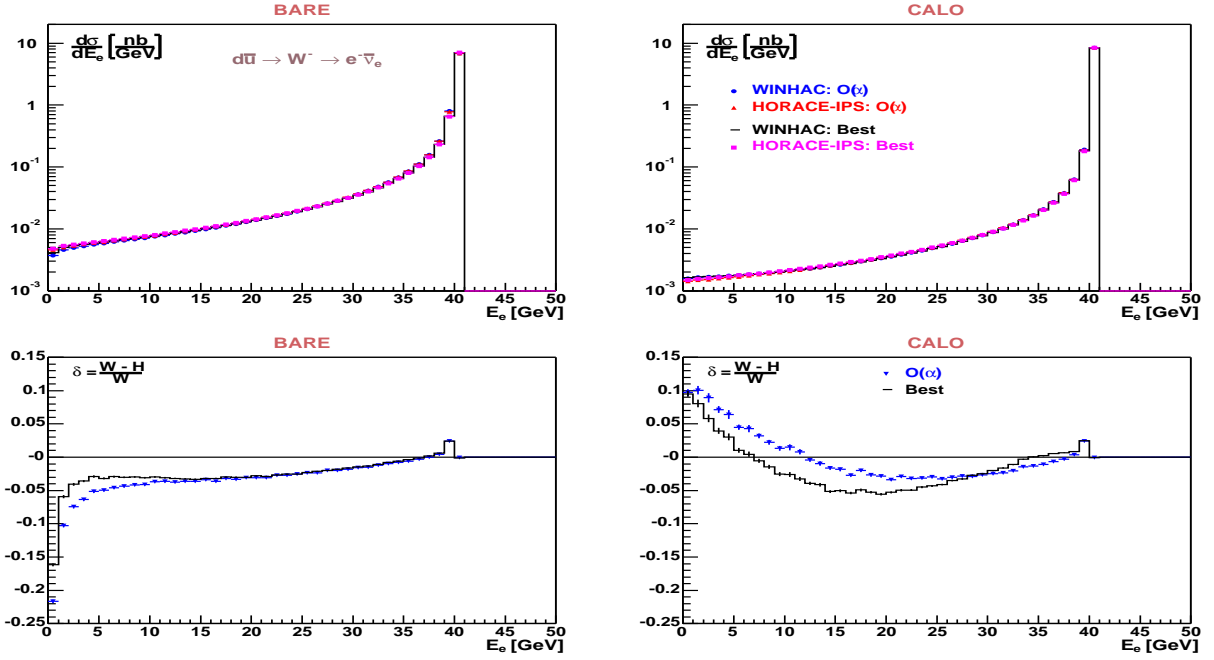 BARE
dσ/dE_e [nb/GeV]
dū → W⁻ → e⁻ν̄_e
10
1
10⁻¹
10⁻²
10⁻³
0 5 10 15 20 25 30 35 40 45 50
E_e [GeV]
CALO
dσ/dE_e [nb/GeV]
WINHAC: O(α)
HORACE-IPS: O(α)
WINHAC: Best
HORACE-IPS: Best
10
1
10⁻¹
10⁻²
10⁻³
0 5 10 15 20 25 30 35 40 45 50
E_e [GeV]
BARE
δ = W - H / W
0.15
0.1
0.05
-0
-0.05
-0.1
-0.15
-0.2
-0.25
0 5 10 15 20 25 30 35 40 45 50
E_e [GeV]
CALO
δ = W - H / W
O(α)
Best
0.15
0.1
0.05
-0
-0.05
-0.1
-0.15
-0.2
-0.25
0 5 10 15 20 25 30 35 40 45 50
E_e [GeV]